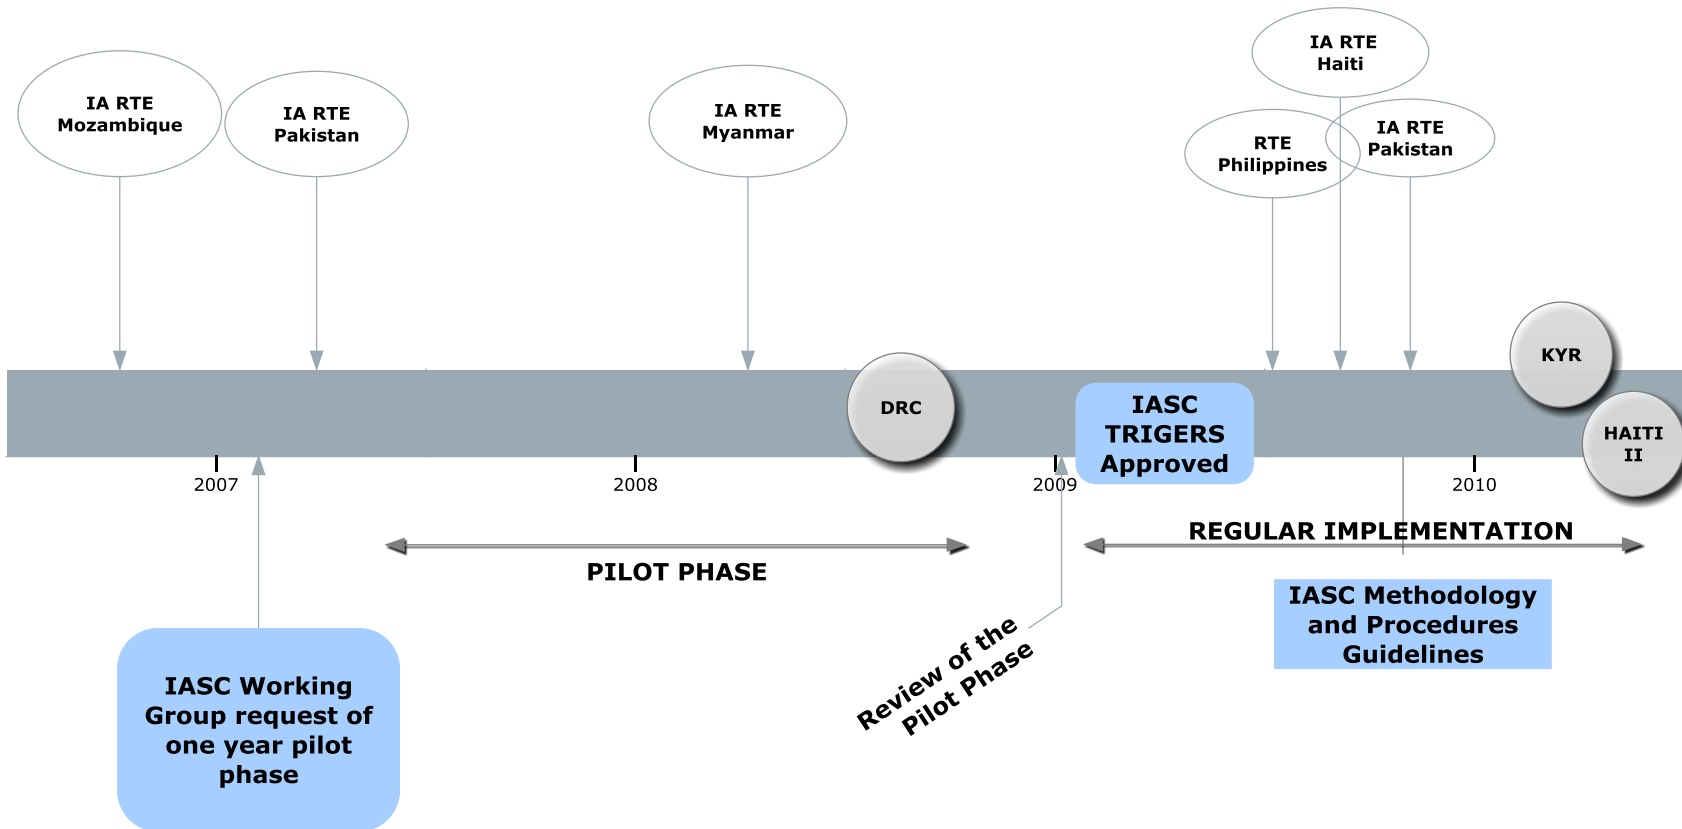 IA RTE
Mozambique
IA RTE
Pakistan
IA RTE
Myanmar
IA RTE
Haiti
RTE
Philippines
IA RTE
Pakistan
KYR
DRC
HAITI
II
IASC
TRIGERS
Approved
2007
2008
2009
2010
PILOT PHASE
REGULAR IMPLEMENTATION
IASC Working
Group request of
one year pilot
phase
Review of the
Pilot Phase
IASC Methodology
and Procedures
Guidelines